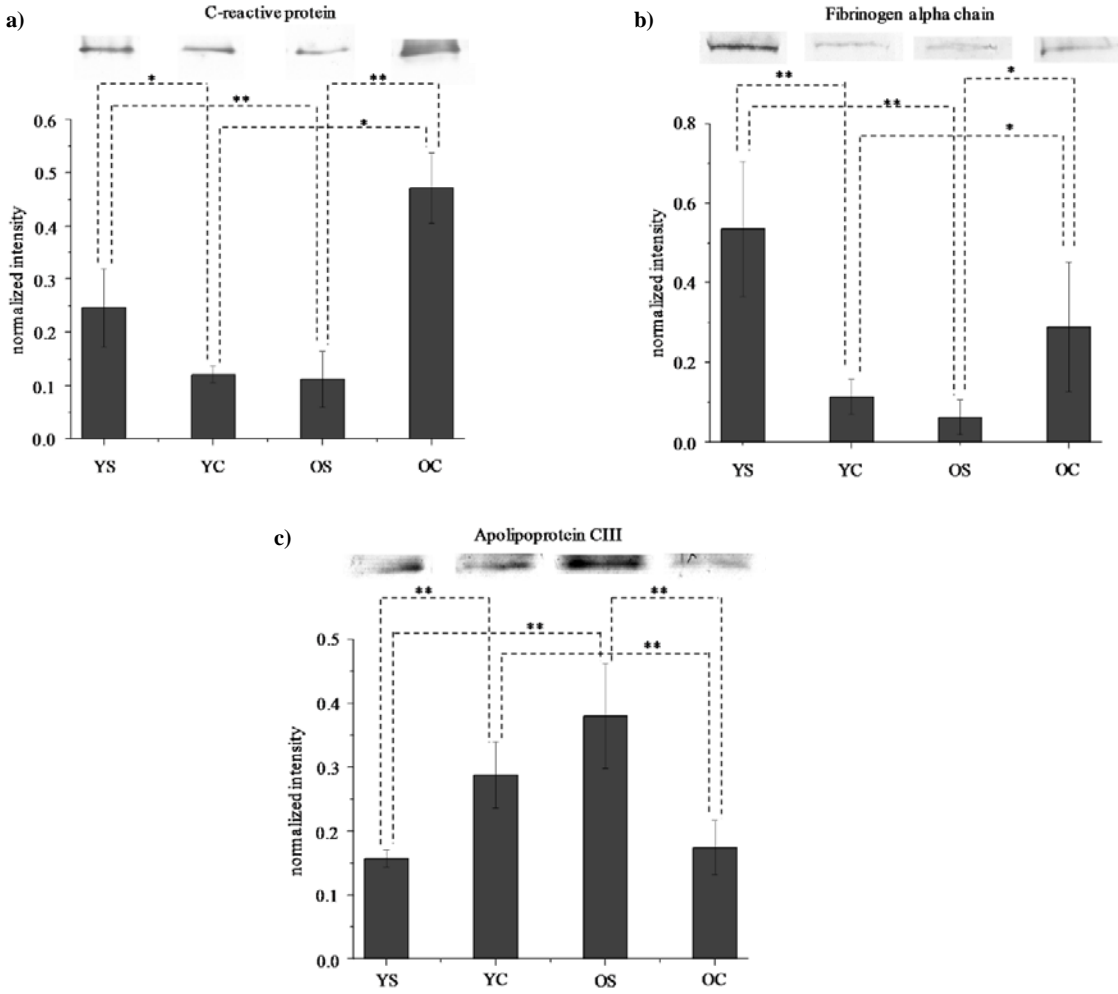 a)
C-reactive protein
*
**
**
*
0.6
0.5
0.4
0.3
0.2
0.1
0.0
normalized intensity
YS YC OS OC
b)
Fibrinogen alpha chain
**
*
**
*
0.8
0.6
0.4
0.2
0.0
normalized intensity
YS YC OS OC
c)
Apolipoprotein CIII
**
**
**
**
0.5
0.4
0.3
0.2
0.1
0.0
normalized intensity
YS YC OS OC